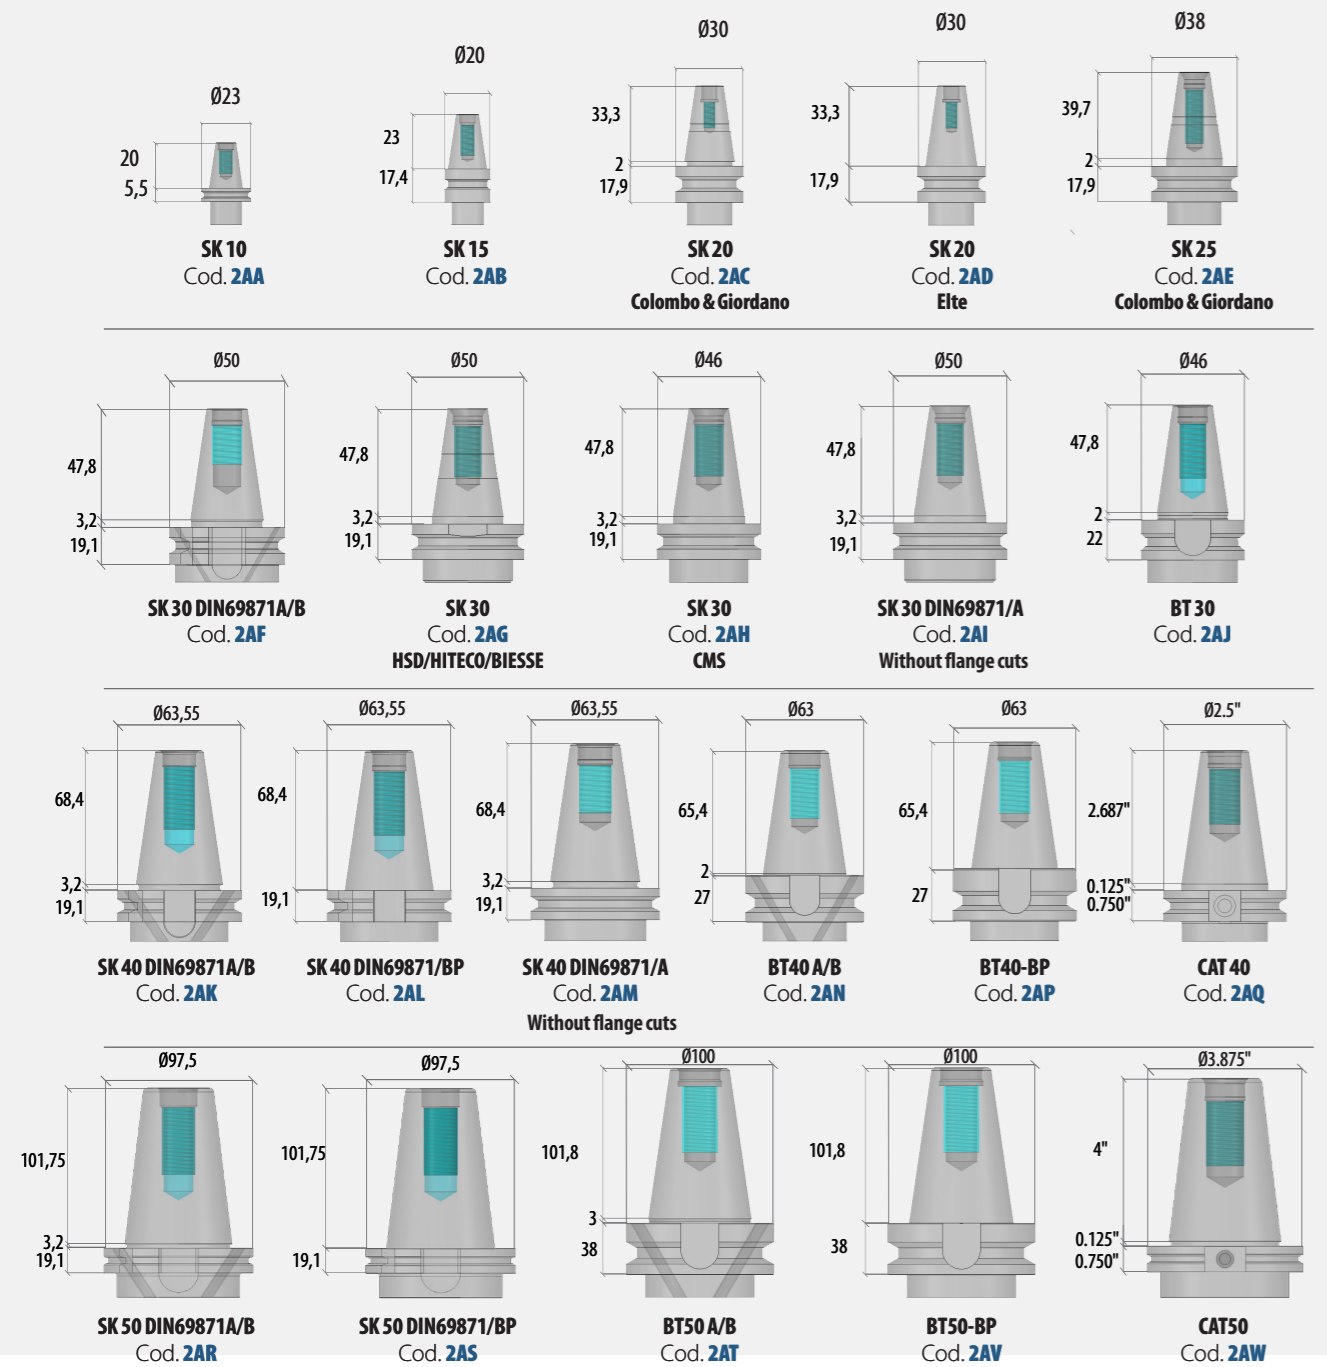 Ø23
20
5,5
SK 10
Cod. 2AA
Ø20
23
17,4
SK 15
Cod. 2AB
Ø30
33,3
2
17,9
SK 20
Cod. 2AC
Colombo & Giordano
Ø30
33,3
17,9
SK 20
Cod. 2AD
Elte
Ø38
39,7
2
17,9
SK 25
Cod. 2AE
Colombo & Giordano
Ø50
47,8
3,2
19,1
SK 30 DIN69871A/B
Cod. 2AF
Ø50
47,8
3,2
19,1
SK 30
Cod. 2AG
HSD/HITECO/BIESSE
Ø46
47,8
3,2
19,1
SK 30
Cod. 2AH
CMS
Ø50
47,8
3,2
19,1
SK 30 DIN69871/A
Cod. 2AI
Without flange cuts
Ø46
47,8
2
22
BT 30
Cod. 2AJ
Ø63,55
68,4
3,2
19,1
SK 40 DIN69871A/B
Cod. 2AK
Ø63,55
68,4
19,1
SK 40 DIN69871/BP
Cod. 2AL
Ø63,55
68,4
3,2
19,1
SK 40 DIN69871/A
Cod. 2AM
Without flange cuts
Ø63
65,4
2
27
BT40 A/B
Cod. 2AN
Ø63
65,4
27
BT40-BP
Cod. 2AP
Ø2.5"
2.687"
0.125"
0.750"
CAT 40
Cod. 2AQ
Ø97,5
101,75
3,2
19,1
SK 50 DIN69871A/B
Cod. 2AR
Ø97,5
101,75
19,1
SK 50 DIN69871/BP
Cod. 2AS
Ø100
101,8
3
38
BT50 A/B
Cod. 2AT
Ø100
101,8
38
BT50-BP
Cod. 2AV
Ø3.875"
4"
0.125"
0.750"
CAT50
Cod. 2AW